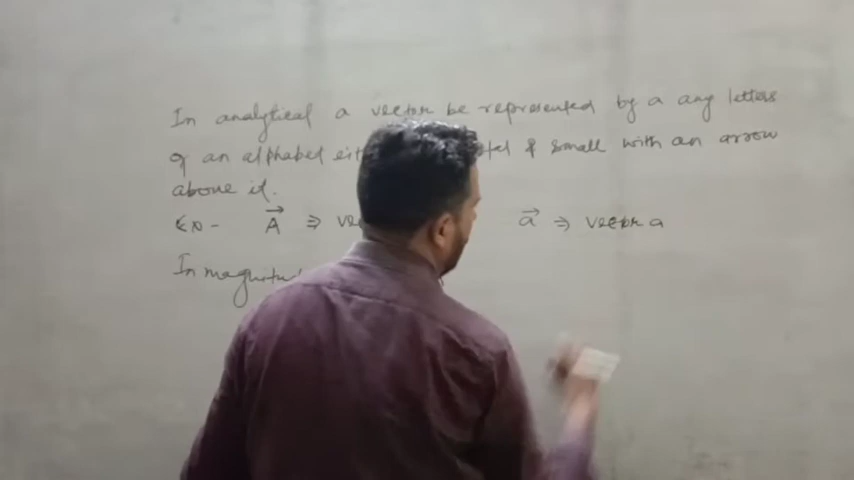 In analytical a vector be represented by a any letters
of an alphabet & small with an arrow
above it.
Ex- A⃗ ⇒ a⃗ ⇒ vector a
In